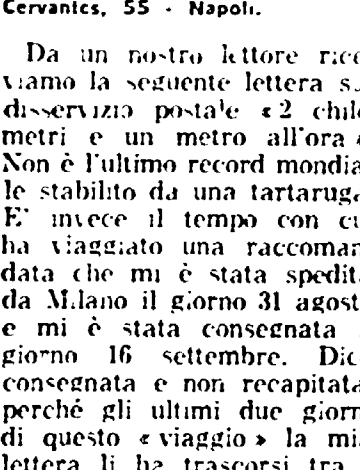 Cervantes, 55 - Napoli.
Da un nostro lettore rice
viamo la seguente lettera s
disservizio postale «2 chilo
metri e un metro all'ora
Non è l'ultimo record mondia
le stabilito da una tartaruga
E' invece il tempo con cu
ha viaggiato una racco­man
data che mi è stata spedit
da Milano il giorno 31 agost
e mi è stata consegnata
giorno 16 settembre. Dic
consegnata e non recapitata
perché gli ultimi due giorn
di questo «viaggio» la mi
lettera li ha trascorsi tra